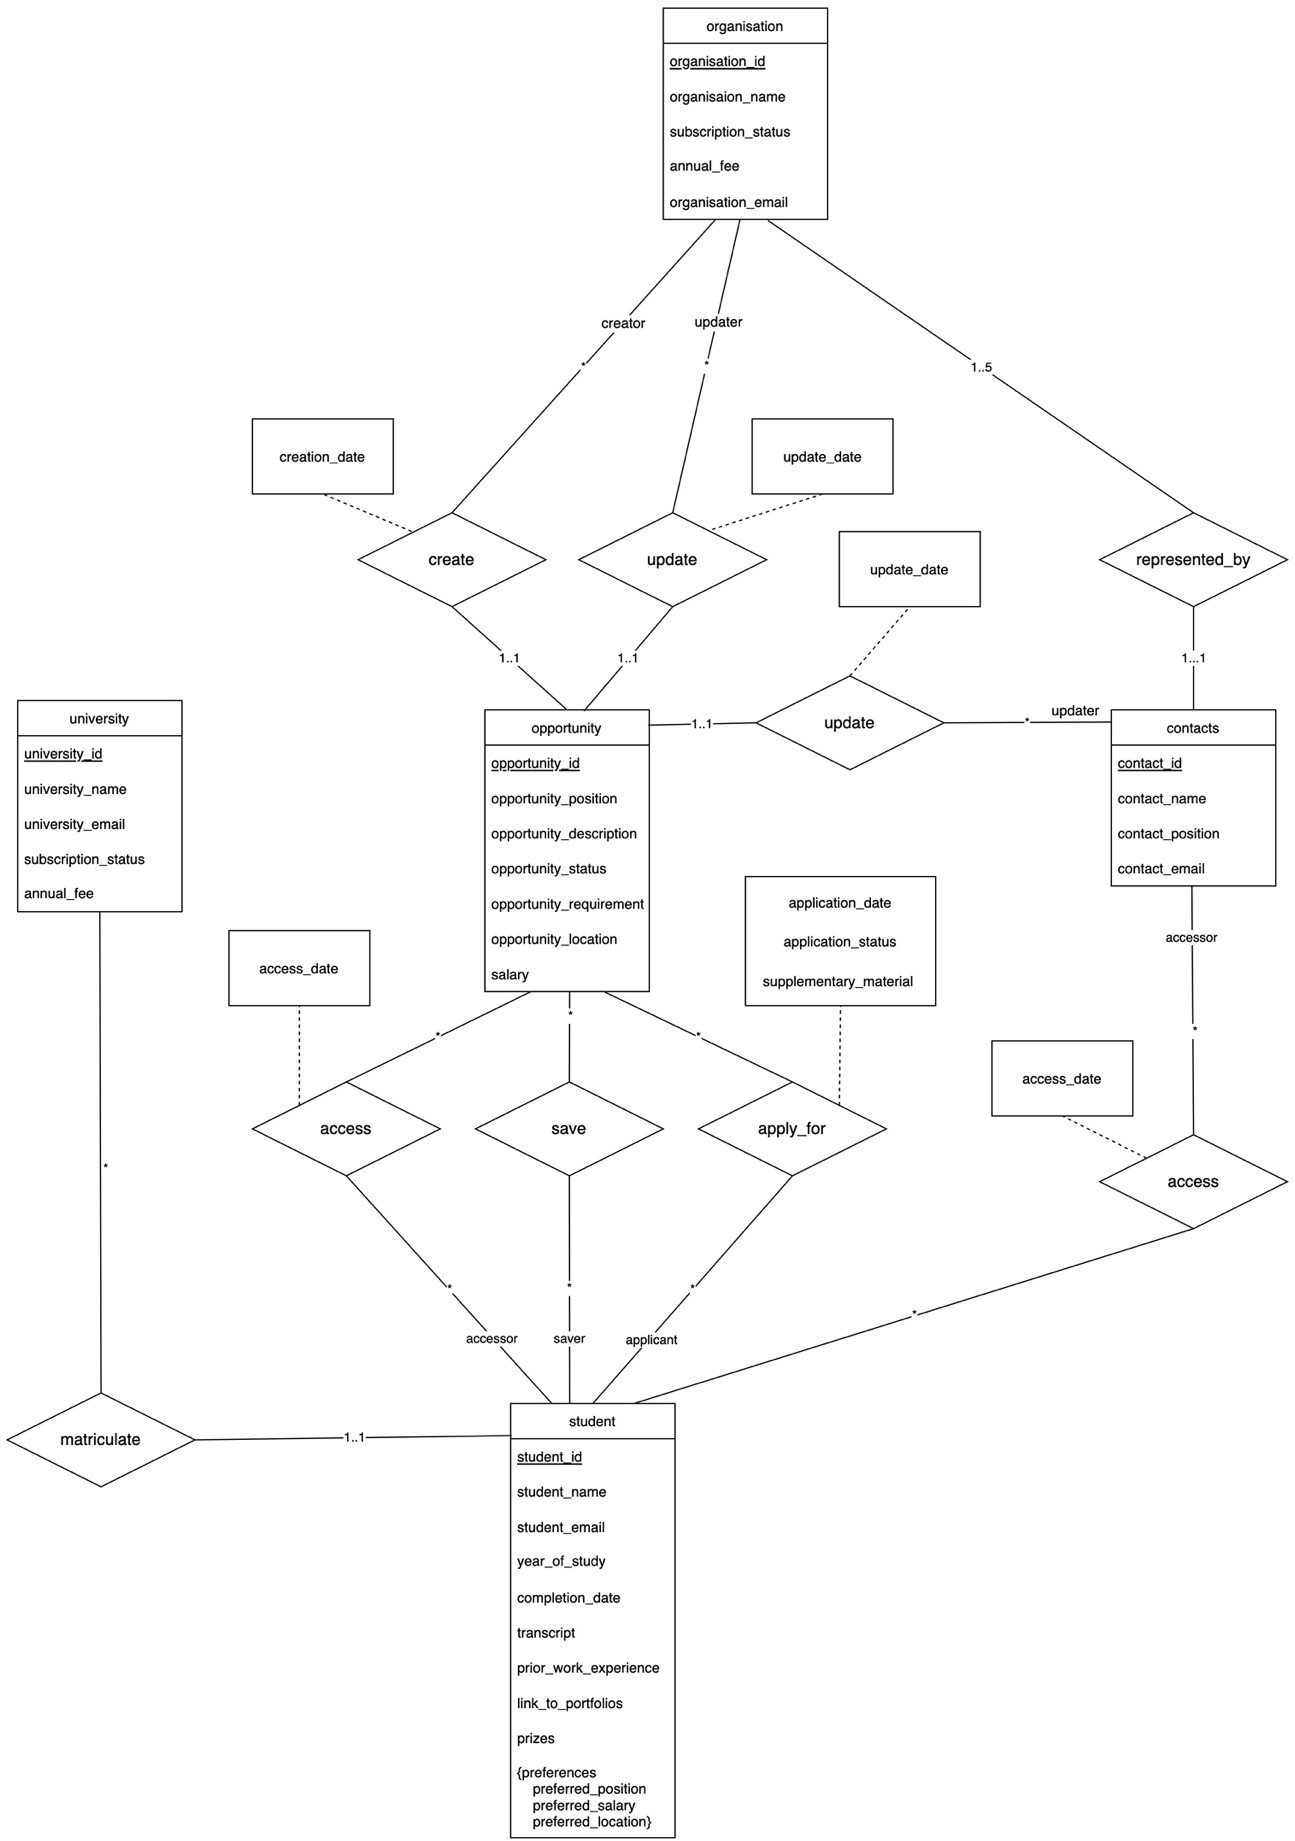 organisation
organisation_id
organisaion_name
subscription_status
annual_fee
organisation_email
creator
updater
*
*
1..5
creation_date
update_date
create
update
represented_by
update_date
1..1
1..1
1...1
university
university_id
university_name
university_email
subscription_status
annual_fee
opportunity
opportunity_id
opportunity_position
opportunity_description
opportunity_status
opportunity_requirement
opportunity_location
salary
1..1
update
*
updater
contacts
contact_id
contact_name
contact_position
contact_email
application_date
application_status
supplementary_material
accessor
access_date
*
*
*
*
access_date
access
save
apply_for
access
*
*
*
*
*
accessor
saver
applicant
matriculate
1..1
student
student_id
student_name
student_email
year_of_study
completion_date
transcript
prior_work_experience
link_to_portfolios
prizes
{preferences
preferred_position
preferred_salary
preferred_location}